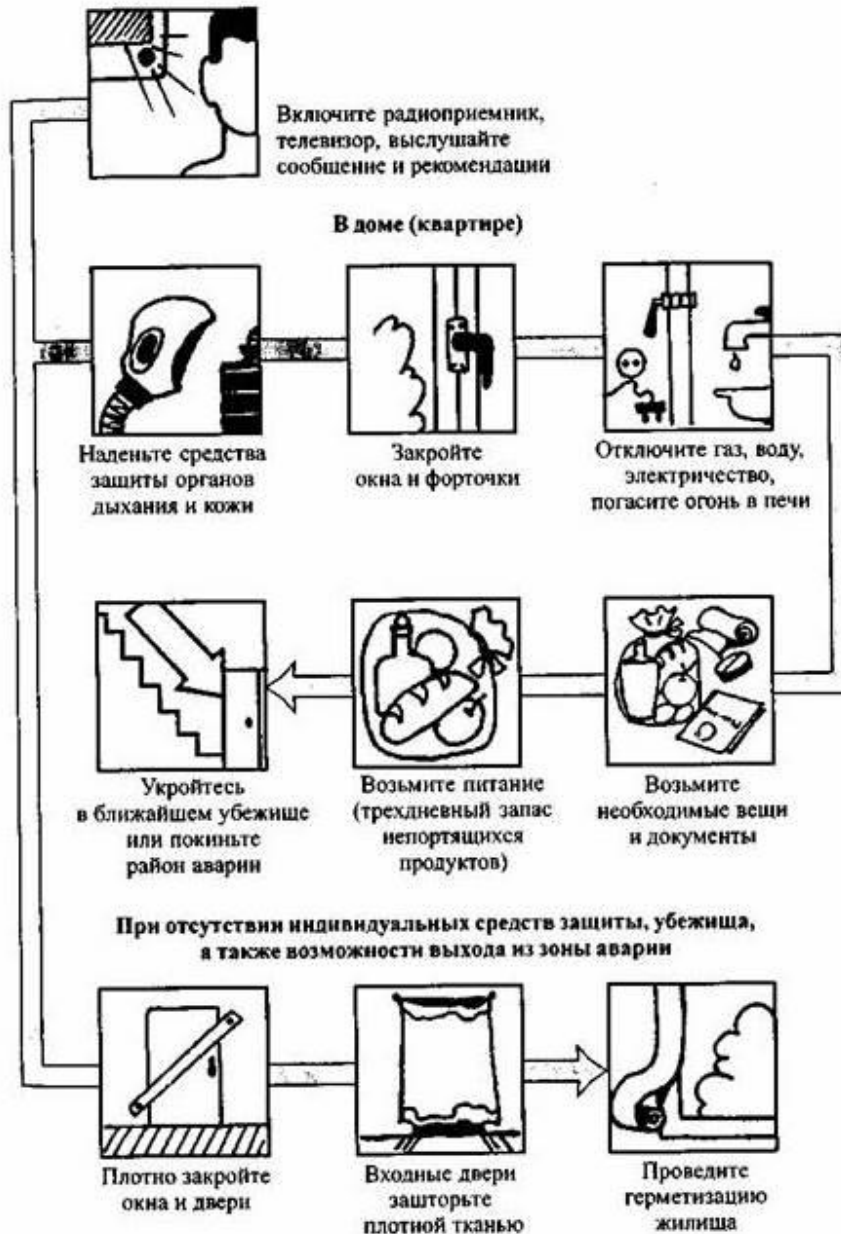 Включите радиоприемник,
телевизор, выслушайте
сообщение и рекомендации
В доме (квартире)
Наденьте средства
защиты органов
дыхания и кожи
Закройте
окна и форточки
Отключите газ, воду,
электричество,
погасите огонь в печи
Укройтесь
в ближайшем убежище
или покиньте
район аварии
Возьмите питание
(трехдневный запас
непортящихся
продуктов)
Возьмите
необходимые вещи
и документы
При отсутствии индивидуальных средств защиты, убежища,
а также возможности выхода из зоны аварии
Плотно закройте
окна и двери
Входные двери
зашторьте
плотной тканью
Проведите
герметизацию
жилища